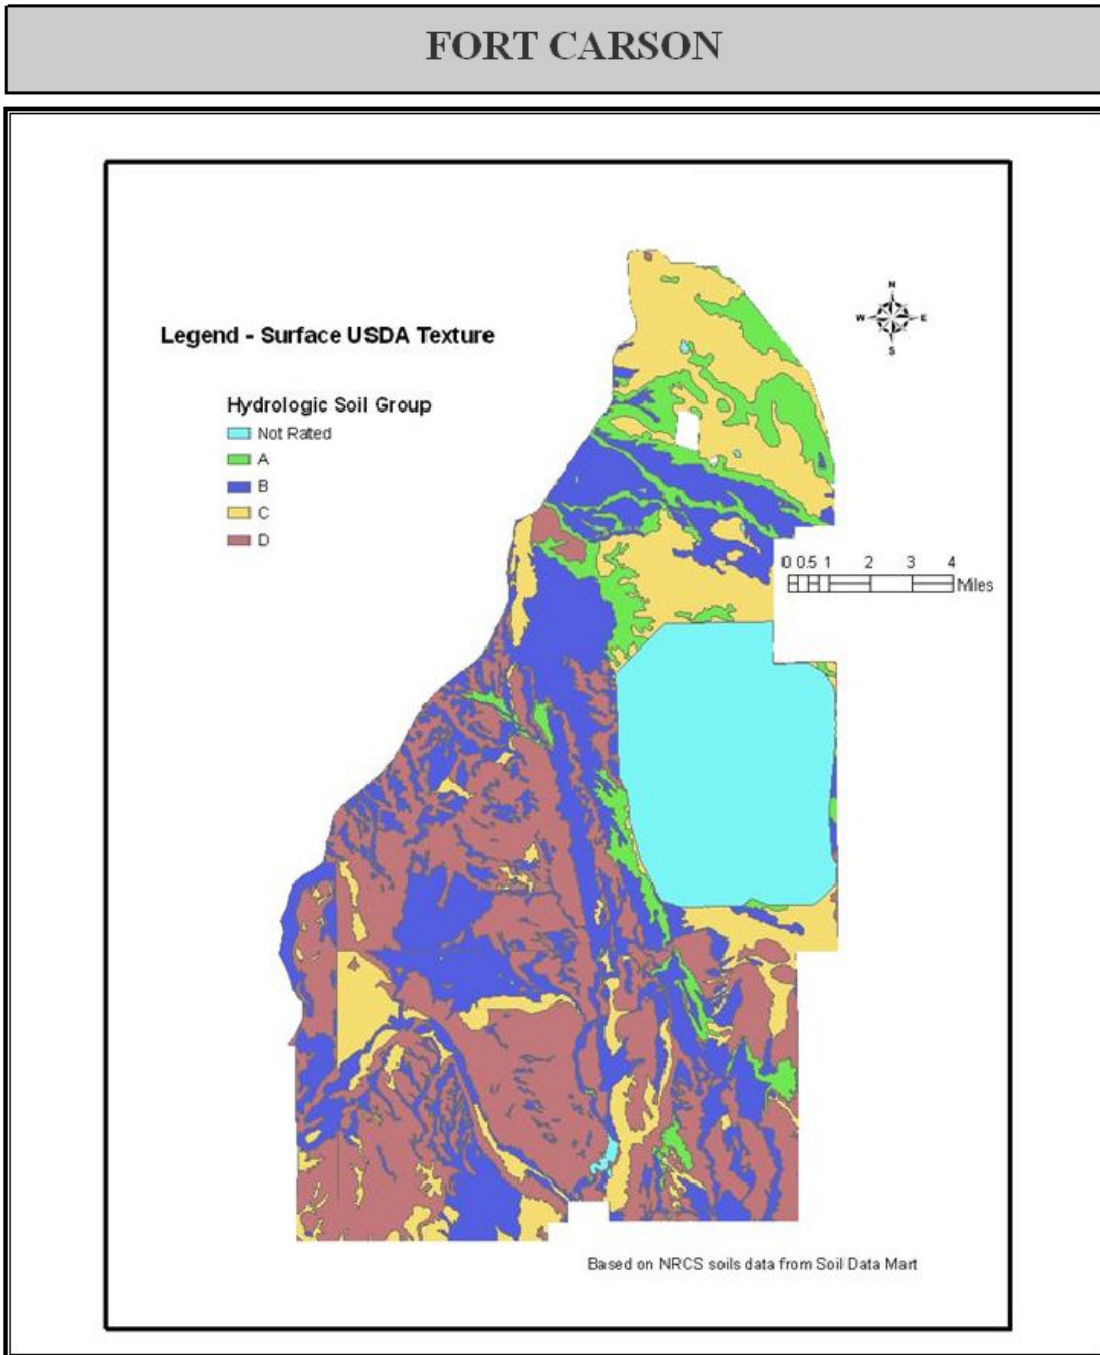 FORT CARSON
N
W E
S
Legend - Surface USDA Texture
Hydrologic Soil Group
Not Rated
A
B
C
D
0 0.5 1 2 3 4
Miles
Based on NRCS soils data from Soil Data Mart